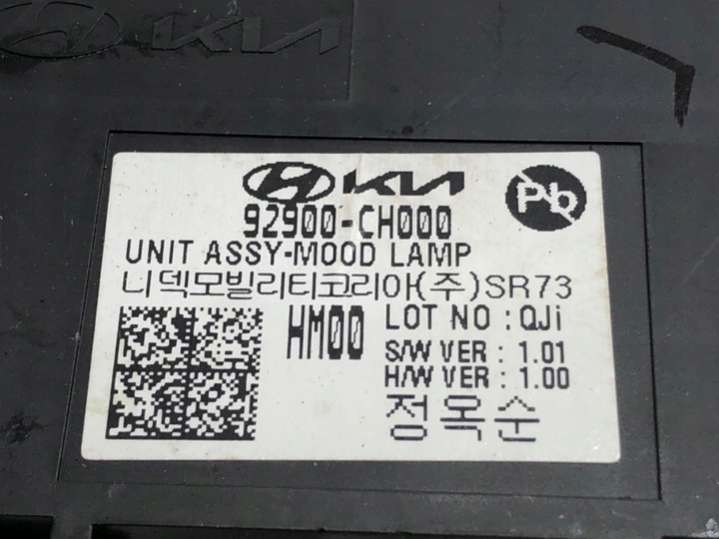 KIA
KIA
Pb
92900-CH000
UNIT ASSY-MOOD LAMP
니덱모빌리티코리아(주)SR73
HM00
LOT NO : QJi
S/W VER : 1.01
H/W VER : 1.00
정옥순